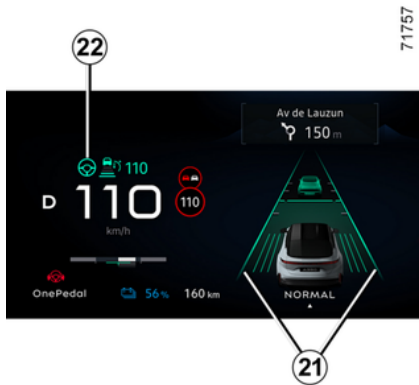 71757
22
Av de Lauzun
150 m
110
D 110 110
km/h
OnePedal 56 % 160 km NORMAL
21